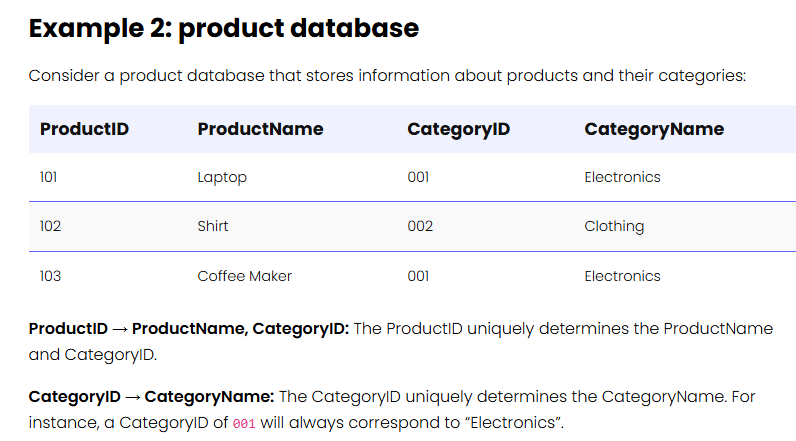 Example 2: product database
Consider a product database that stores information about products and their categories:
ProductID ProductName CategoryID CategoryName
101 Laptop 001 Electronics
102 Shirt 002 Clothing
103 Coffee Maker 001 Electronics
ProductID → ProductName, CategoryID: The ProductID uniquely determines the ProductName
and CategoryID.
CategoryID → CategoryName: The CategoryID uniquely determines the CategoryName. For
instance, a CategoryID of 001 will always correspond to “Electronics”.